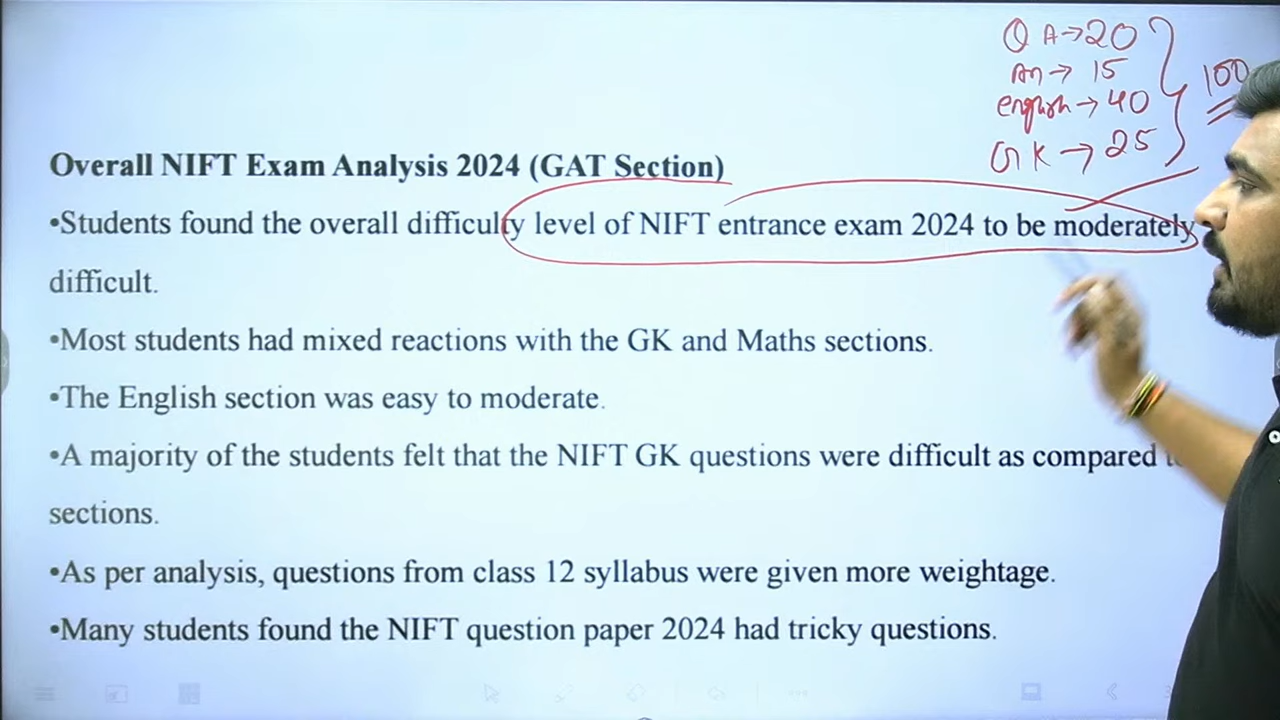 Q A→20
An→ 15
english→40
GK→25
100
Overall NIFT Exam Analysis 2024 (GAT Section)
•Students found the overall difficulty level of NIFT entrance exam 2024 to be moderately
difficult.
•Most students had mixed reactions with the GK and Maths sections.
•The English section was easy to moderate.
•A majority of the students felt that the NIFT GK questions were difficult as compared
sections.
•As per analysis, questions from class 12 syllabus were given more weightage.
•Many students found the NIFT question paper 2024 had tricky questions.